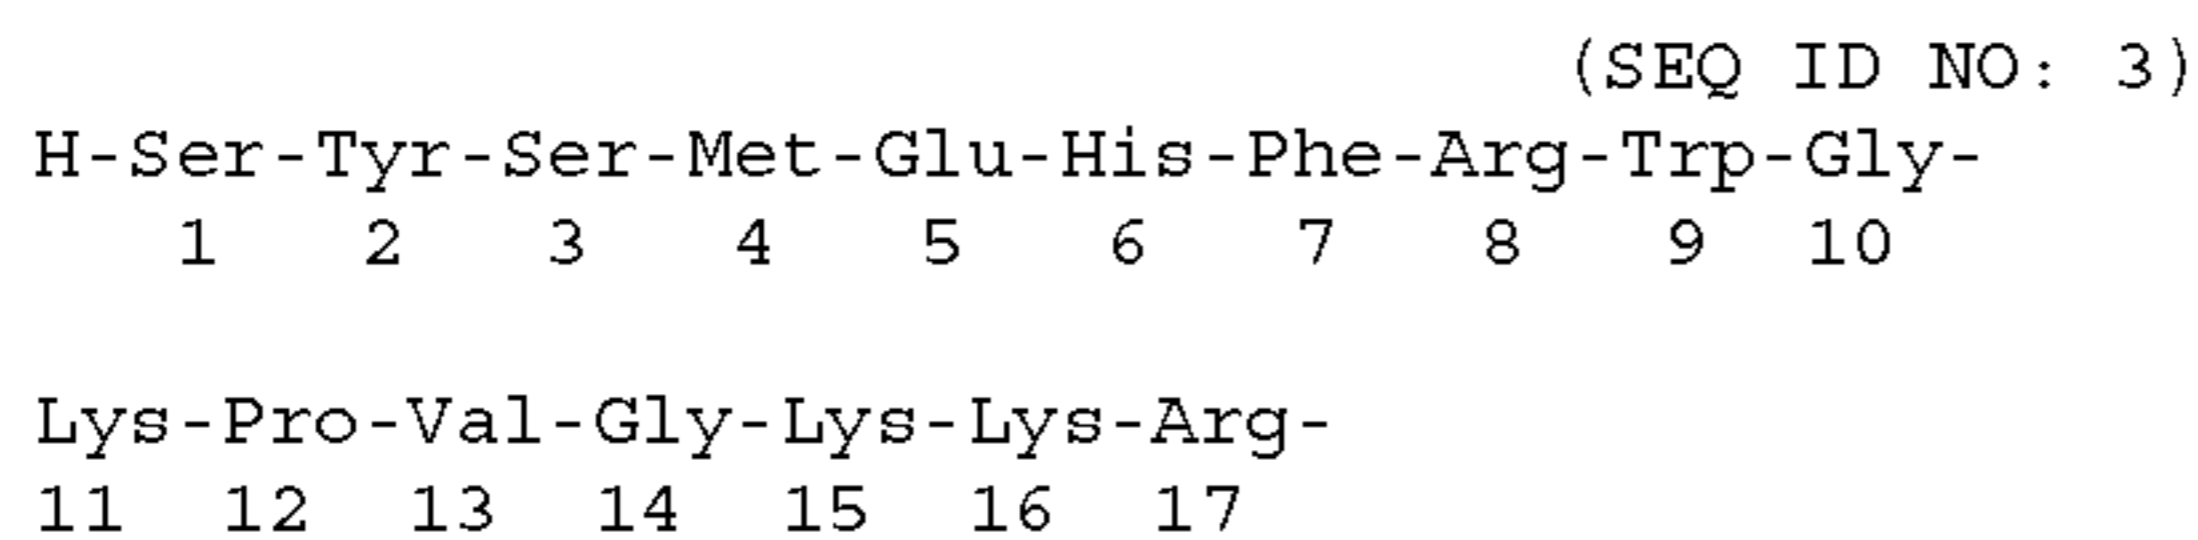 (SEQ ID NO: 3)
H-Ser-Tyr-Ser-Met-Glu-His-Phe-Arg-Trp-Gly-
1 2 3 4 5 6 7 8 9 10
Lys-Pro-Val-Gly-Lys-Lys-Arg-
11 12 13 14 15 16 17